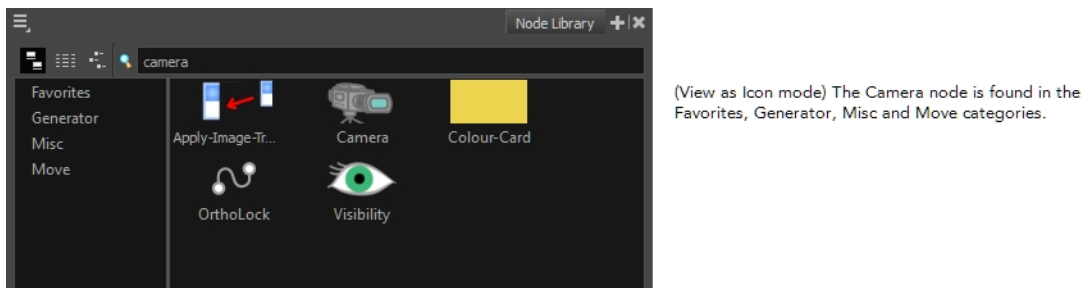 Node Library
camera
Favorites
Generator
Misc
Move
Apply-Image-Tr...
Camera
Colour-Card
OrthoLock
Visibility
(View as Icon mode) The Camera node is found in the
Favorites, Generator, Misc and Move categories.